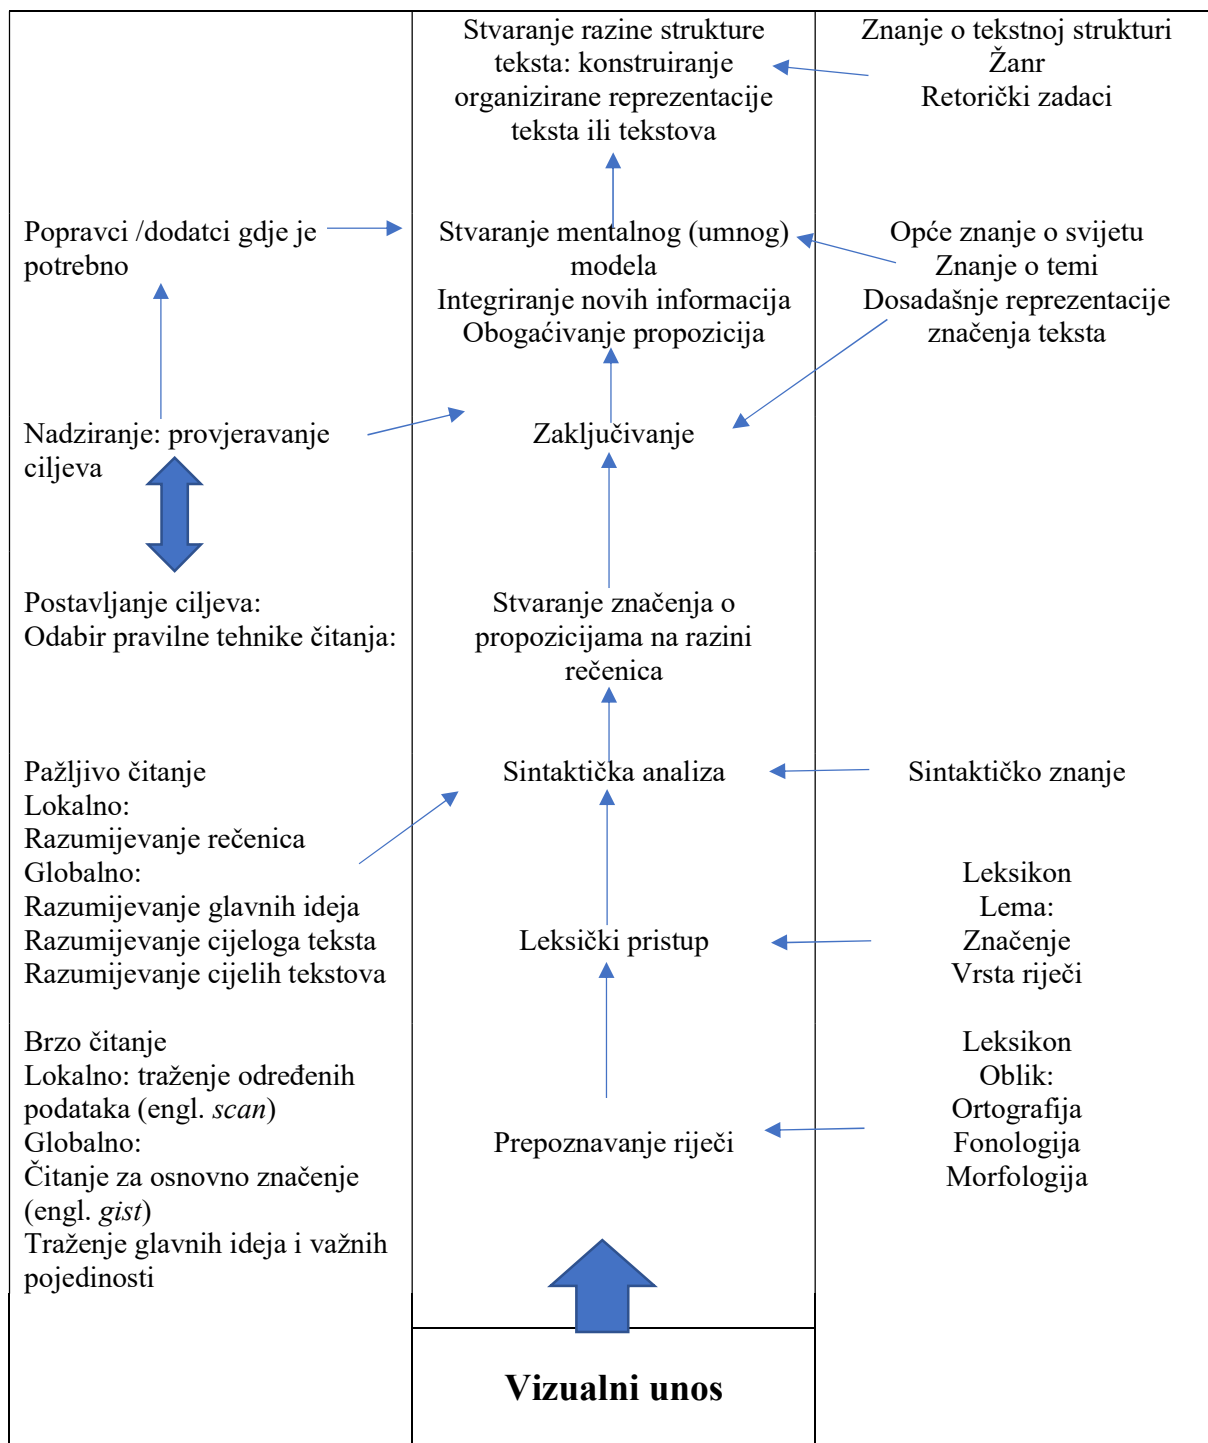 Popravci /dodatci gdje je
potrebno
Nadziranje: provjeravanje
ciljeva
Postavljanje ciljeva:
Odabir pravilne tehnike čitanja:
Pažljivo čitanje
Lokalno:
Razumijevanje rečenica
Globalno:
Razumijevanje glavnih ideja
Razumijevanje cijeloga teksta
Razumijevanje cijelih tekstova
Brzo čitanje
Lokalno: traženje određenih
podataka (engl. scan)
Globalno:
Čitanje za osnovno značenje
(engl. gist)
Traženje glavnih ideja i važnih
pojedinosti
Stvaranje razine strukture
teksta: konstruiranje
organizirane reprezentacije
teksta ili tekstova
Stvaranje mentalnog (umnog)
modela
Integriranje novih informacija
Obogaćivanje propozicija
Zaključivanje
Stvaranje značenja o
propozicijama na razini
rečenica
Sintaktička analiza
Leksički pristup
Prepoznavanje riječi
Vizualni unos
Znanje o tekstnoj strukturi
Žanr
Retorički zadaci
Opće znanje o svijetu
Znanje o temi
Dosadašnje reprezentacije
značenja teksta
Sintaktičko znanje
Leksikon
Lema:
Značenje
Vrsta riječi
Leksikon
Oblik:
Ortografija
Fonologija
Morfologija